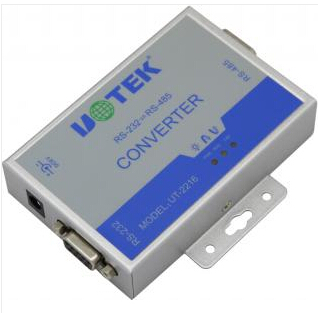 UOTEK
RS-232⇌RS-485
CONVERTER
MODEL:UT-2216
RS-485
RS-232